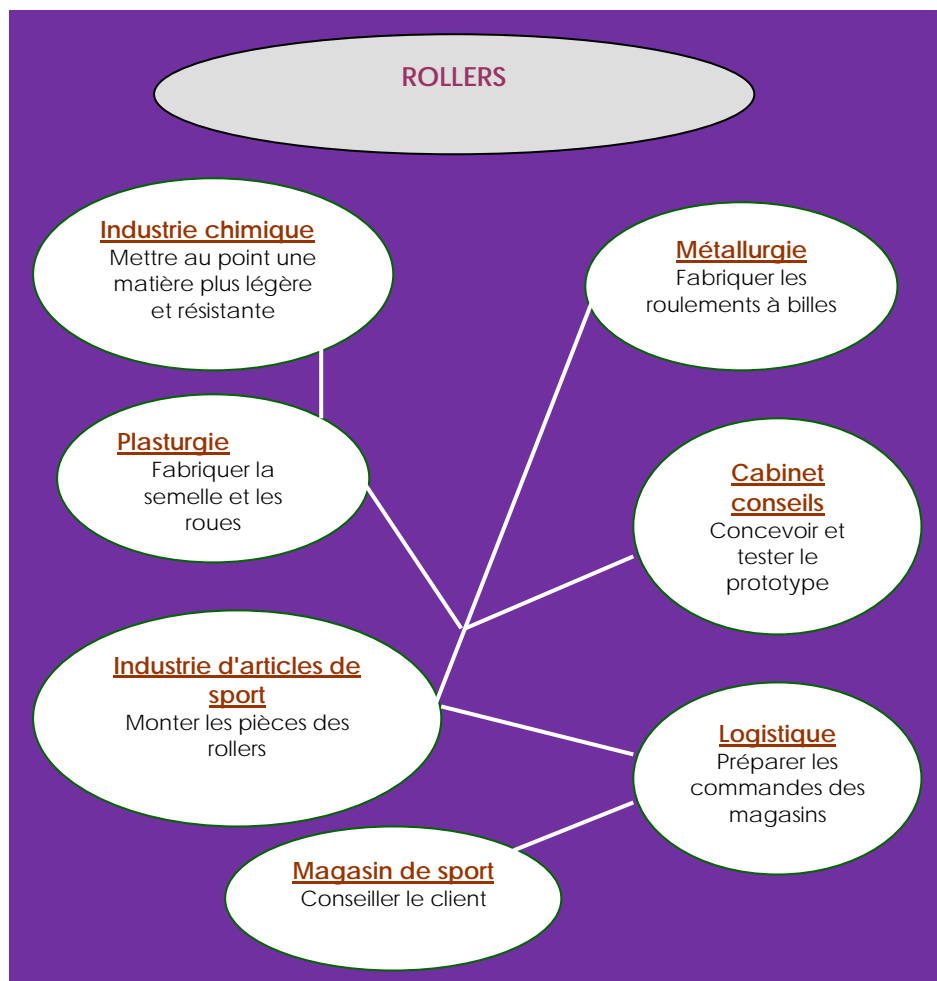 ROLLERS
Industrie chimique
Mettre au point une
matière plus légère
et résistante
Métallurgie
Fabriquer les
roulements à billes
Plasturgie
Fabriquer la
semelle et les
roues
Cabinet
conseils
Concevoir et
tester le
prototype
Industrie d'articles de
sport
Monter les pièces des
rollers
Logistique
Préparer les
commandes des
magasins
Magasin de sport
Conseiller le client